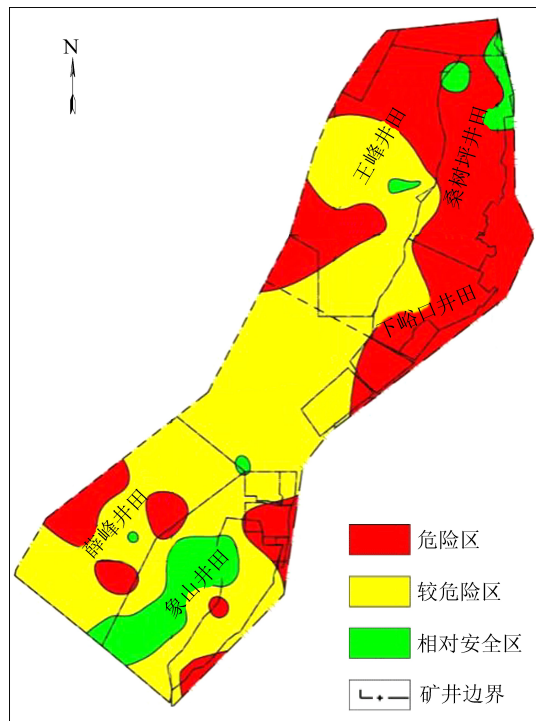 N
王峰井田
桑树坪井田
下峪口井田
薛峰井田
象山井田
危险区
较危险区
相对安全区
矿井边界